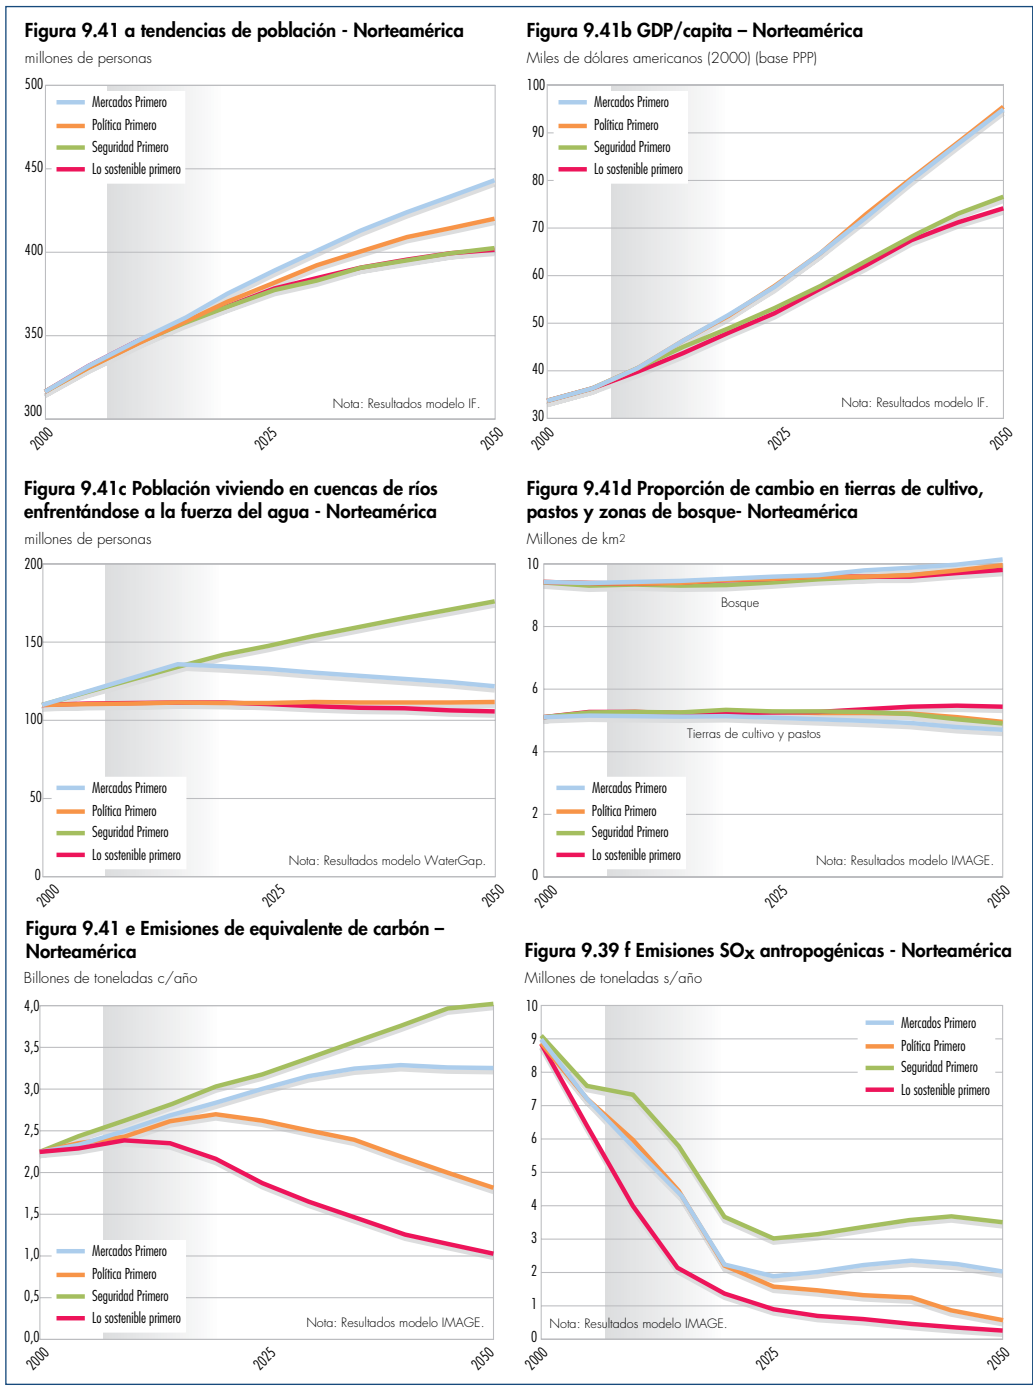 Figura 9.41 a tendencias de población - Norteamérica
millones de personas
500
450
400
350
300
Mercados Primero
Política Primero
Seguridad Primero
Lo sostenible primero
Nota: Resultados modelo IF.
2000
2025
2050
Figura 9.41b GDP/capita – Norteamérica
Miles de dólares americanos (2000) (base PPP)
100
90
80
70
60
50
40
30
Mercados Primero
Política Primero
Seguridad Primero
Lo sostenible primero
Nota: Resultados modelo IF.
2000
2025
2050
Figura 9.41c Población viviendo en cuencas de ríos
enfrentándose a la fuerza del agua - Norteamérica
millones de personas
200
150
100
50
0
Mercados Primero
Política Primero
Seguridad Primero
Lo sostenible primero
Nota: Resultados modelo WaterGap.
2000
2025
2050
Figura 9.41d Proporción de cambio en tierras de cultivo,
pastos y zonas de bosque- Norteamérica
Millones de km2
10
8
6
4
2
0
Bosque
Tierras de cultivo y pastos
Mercados Primero
Política Primero
Seguridad Primero
Lo sostenible primero
Nota: Resultados modelo IMAGE.
2000
2025
2050
Figura 9.41 e Emisiones de equivalente de carbón –
Norteamérica
Billones de toneladas c/año
4,0
3,5
3,0
2,5
2,0
1,5
1,0
0,5
0,0
Mercados Primero
Política Primero
Seguridad Primero
Lo sostenible primero
Nota: Resultados modelo IMAGE.
2000
2025
2050
Figura 9.39 f Emisiones SOx antropogénicas - Norteamérica
Millones de toneladas s/año
10
9
8
7
6
5
4
3
2
1
0
Mercados Primero
Política Primero
Seguridad Primero
Lo sostenible primero
Nota: Resultados modelo IMAGE.
2000
2025
2050